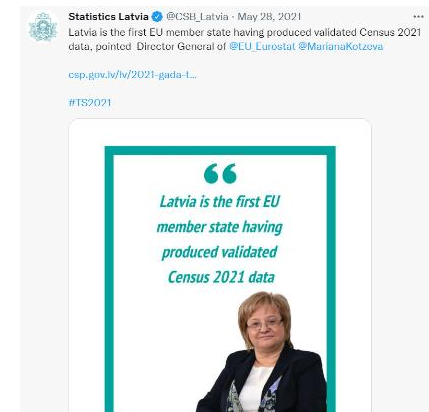 Statistics Latvia @CSB_Latvia · May 28, 2021 ...
Latvia is the first EU member state having produced validated Census 2021
data, pointed Director General of @EU_Eurostat @MarianaKotzeva
csp.gov.lv/lv/2021-gada-t...
#TS2021
“
Latvia is the first EU
member state having
produced validated
Census 2021 data